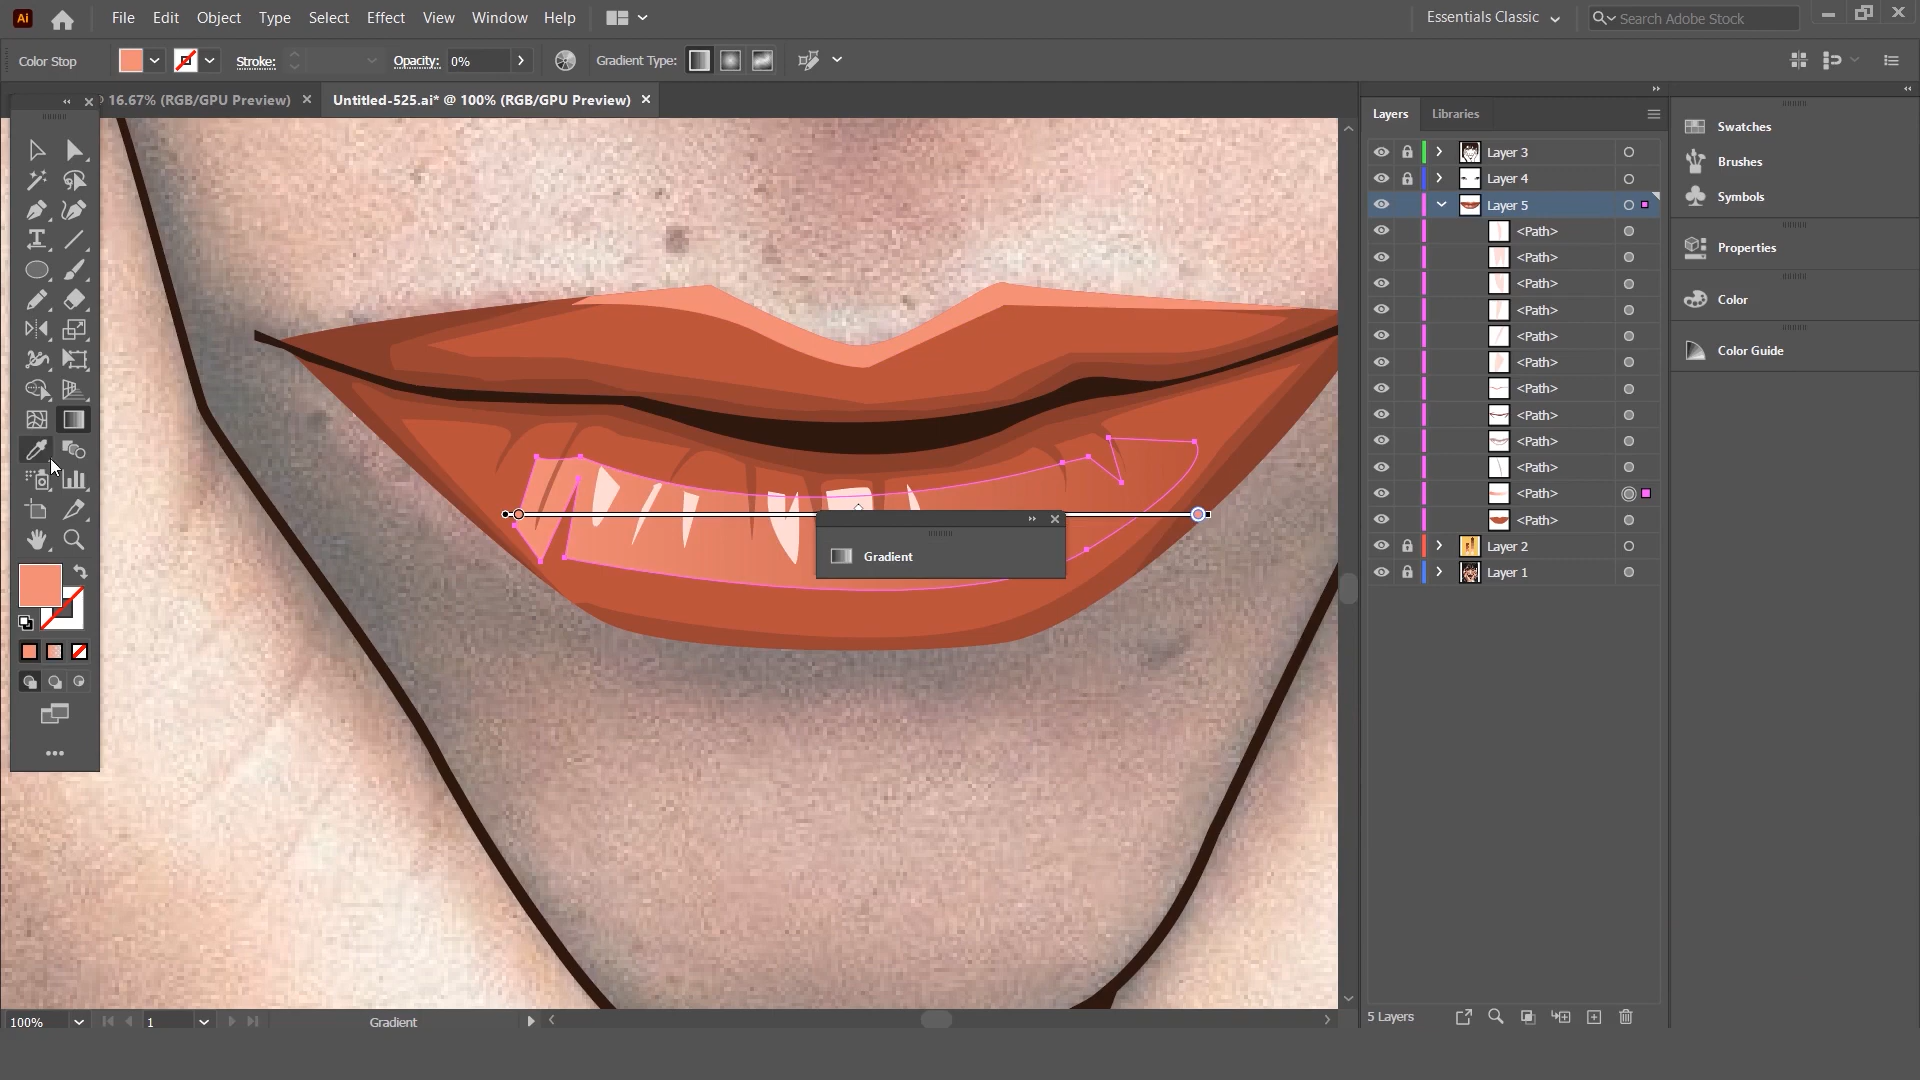 Ai File Edit Object Type Select Effect View Window Help Essentials Classic Search Adobe Stock
Color Stop Stroke: Opacity: 0% Gradient Type:
16.67% (RGB/GPU Preview) Untitled-525.ai* @ 100% (RGB/GPU Preview)
Layers Libraries
Layer 3
Layer 4
Layer 5
<Path>
<Path>
<Path>
<Path>
<Path>
<Path>
<Path>
<Path>
<Path>
<Path>
<Path>
<Path>
Layer 2
Layer 1
Swatches
Brushes
Symbols
Properties
Color
Color Guide
Gradient
100% 1 Gradient
5 Layers